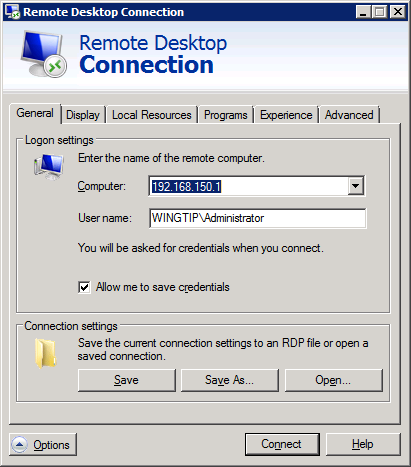 Remote Desktop Connection
Remote Desktop
Connection
General Display Local Resources Programs Experience Advanced
Logon settings
Enter the name of the remote computer.
Computer: 192.168.150.1
User name: WINGTIP\Administrator
You will be asked for credentials when you connect.
Allow me to save credentials
Connection settings
Save the current connection settings to an RDP file or open a
saved connection.
Save Save As... Open...
Options Connect Help